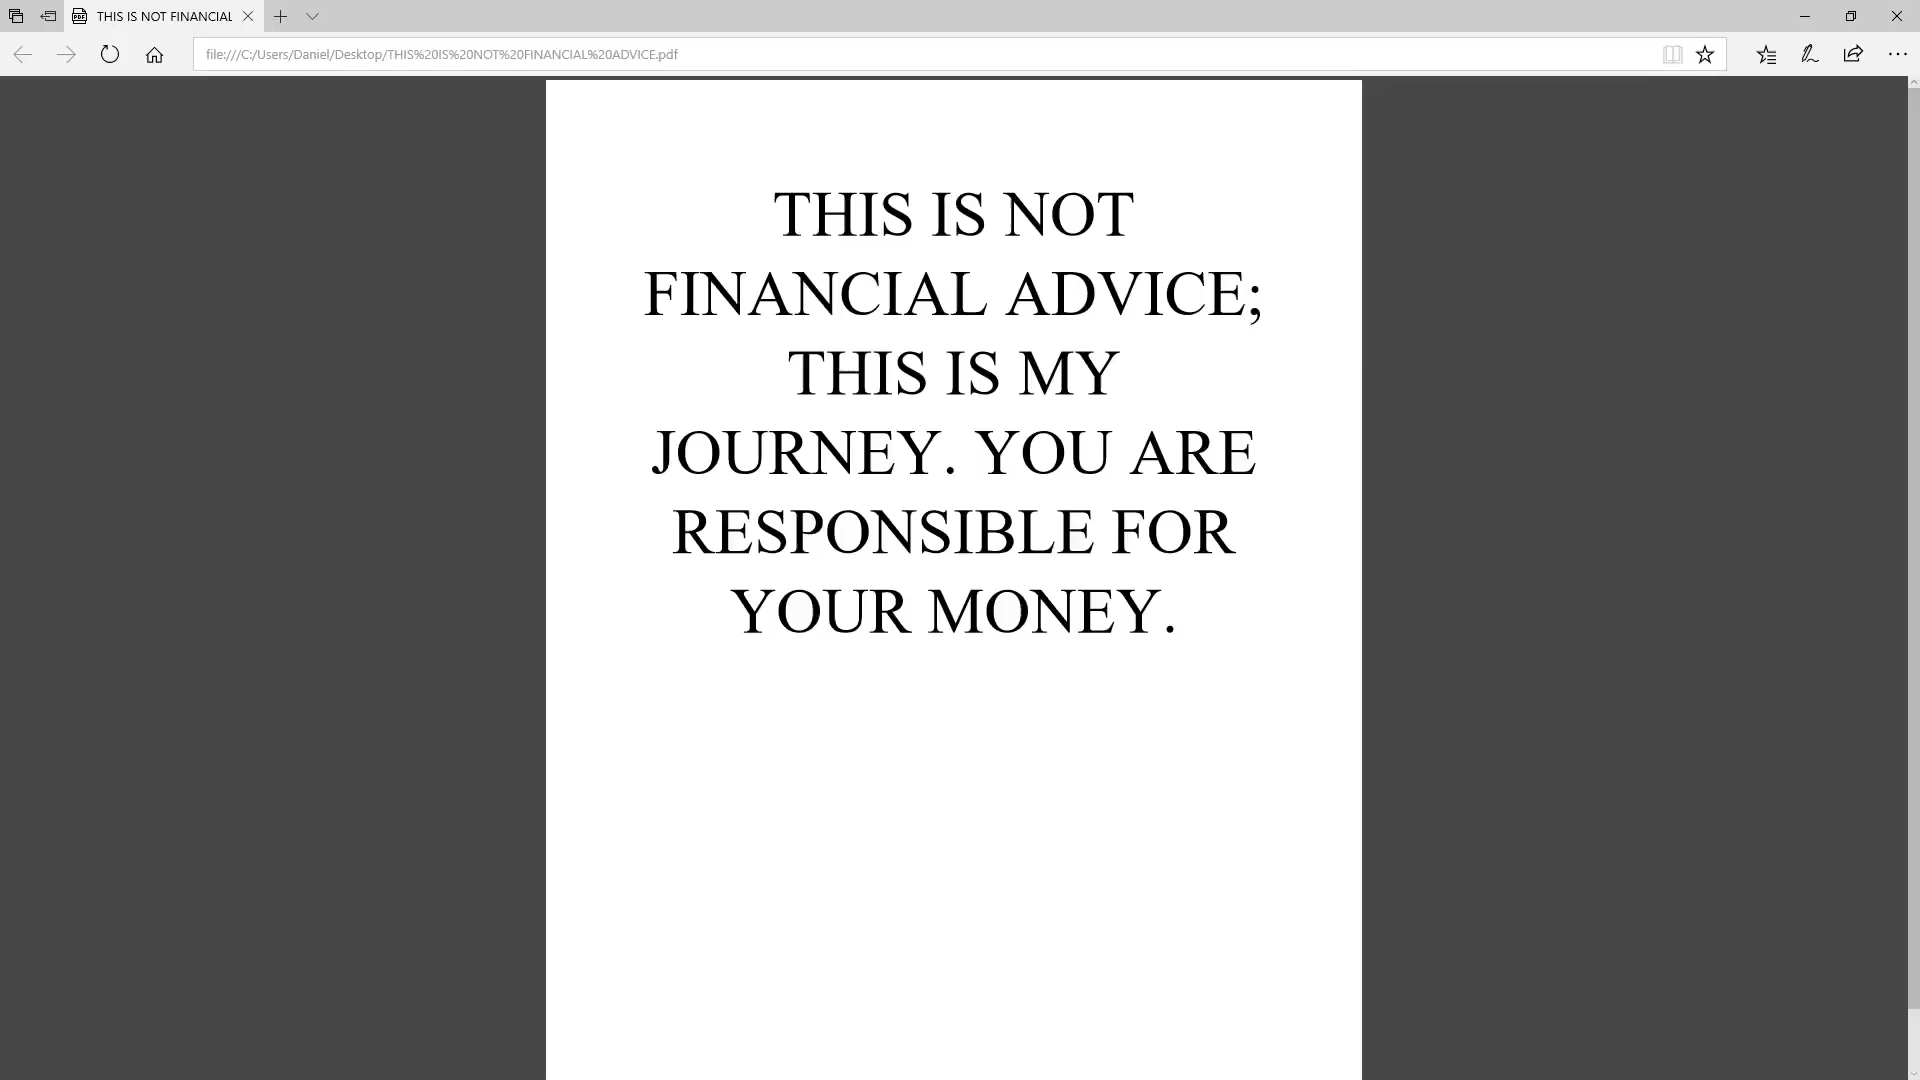 THIS IS NOT FINANCIAL
file:///C:/Users/Daniel/Desktop/THIS%20IS%20NOT%20FINANCIAL%20ADVICE.pdf
THIS IS NOT
FINANCIAL ADVICE;
THIS IS MY
JOURNEY. YOU ARE
RESPONSIBLE FOR
YOUR MONEY.